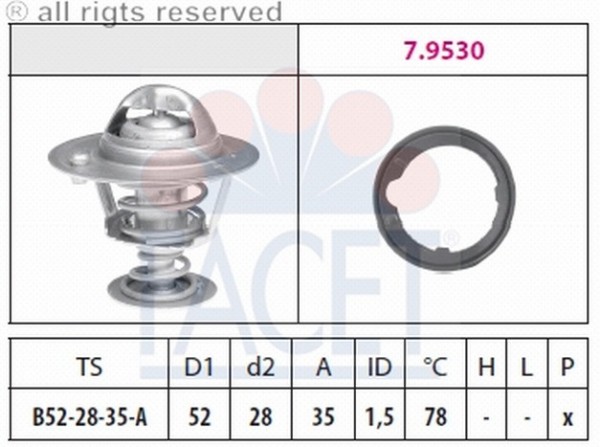 ® all rigts reserved
7.9530
FACET®
TS D1 d2 A ID °C H L P
B52-28-35-A 52 28 35 1,5 78 - - x